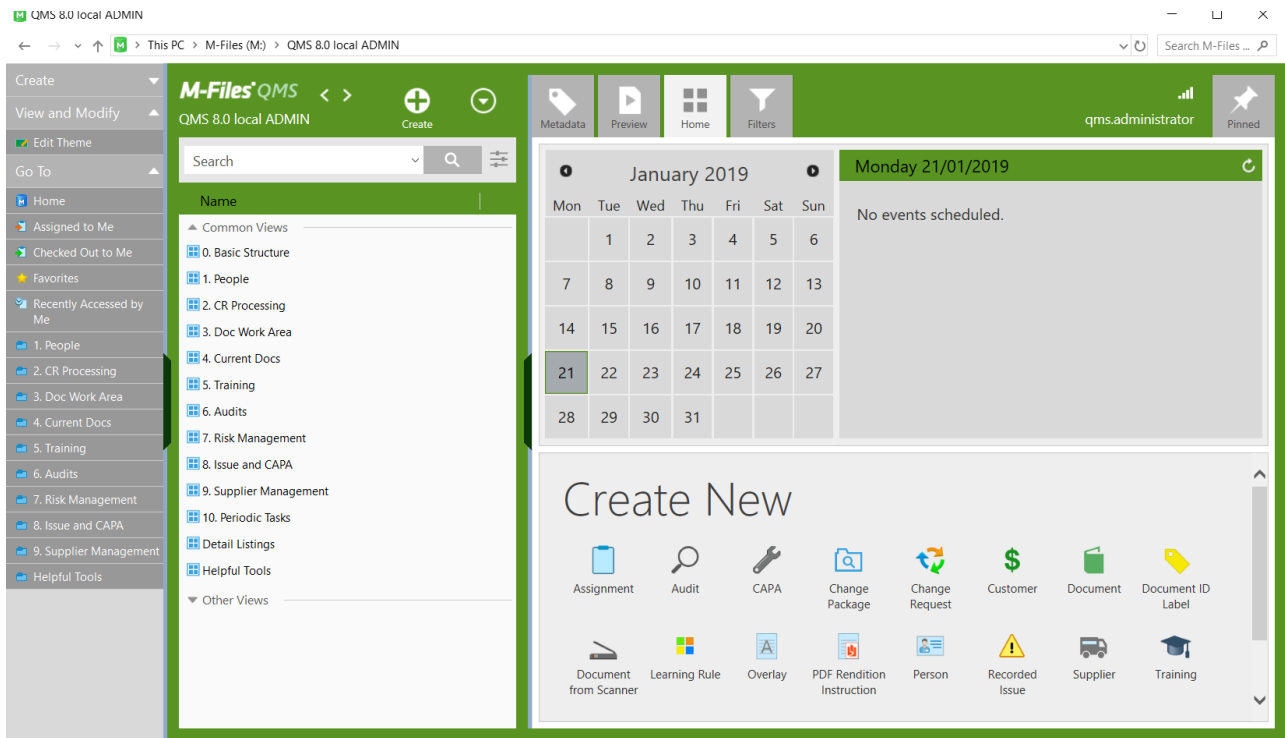 QMS 8.0 local ADMIN
This PC > M-Files (M:) > QMS 8.0 local ADMIN
Search M-Files ...
Create
View and Modify
Edit Theme
Go To
Home
Assigned to Me
Checked Out to Me
Favorites
Recently Accessed by
Me
1. People
2. CR Processing
3. Doc Work Area
4. Current Docs
5. Training
6. Audits
7. Risk Management
8. Issue and CAPA
9. Supplier Management
Helpful Tools
M-Files QMS
QMS 8.0 local ADMIN
Create
Search
Name
Common Views
0. Basic Structure
1. People
2. CR Processing
3. Doc Work Area
4. Current Docs
5. Training
6. Audits
7. Risk Management
8. Issue and CAPA
9. Supplier Management
10. Periodic Tasks
Detail Listings
Helpful Tools
Other Views
Metadata Preview Home Filters
qms.administrator
Pinned
January 2019
Mon Tue Wed Thu Fri Sat Sun
1 2 3 4 5 6
7 8 9 10 11 12 13
14 15 16 17 18 19 20
21 22 23 24 25 26 27
28 29 30 31
Monday 21/01/2019
No events scheduled.
Create New
Assignment Audit CAPA Change Package Change Request Customer Document Document ID Label
Document from Scanner Learning Rule Overlay PDF Rendition Instruction Person Recorded Issue Supplier Training